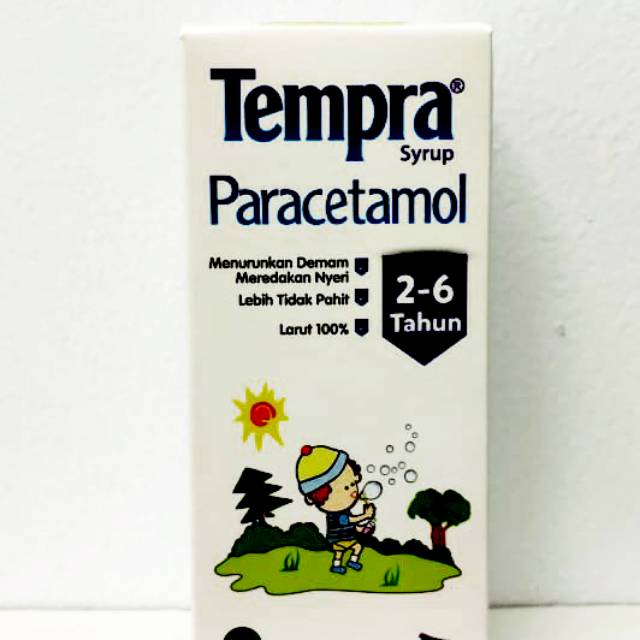 Tempra®
Syrup
Paracetamol
Menurunkan Demam
Meredakan Nyeri
Lebih Tidak Pahit
Larut 100%
2-6
Tahun